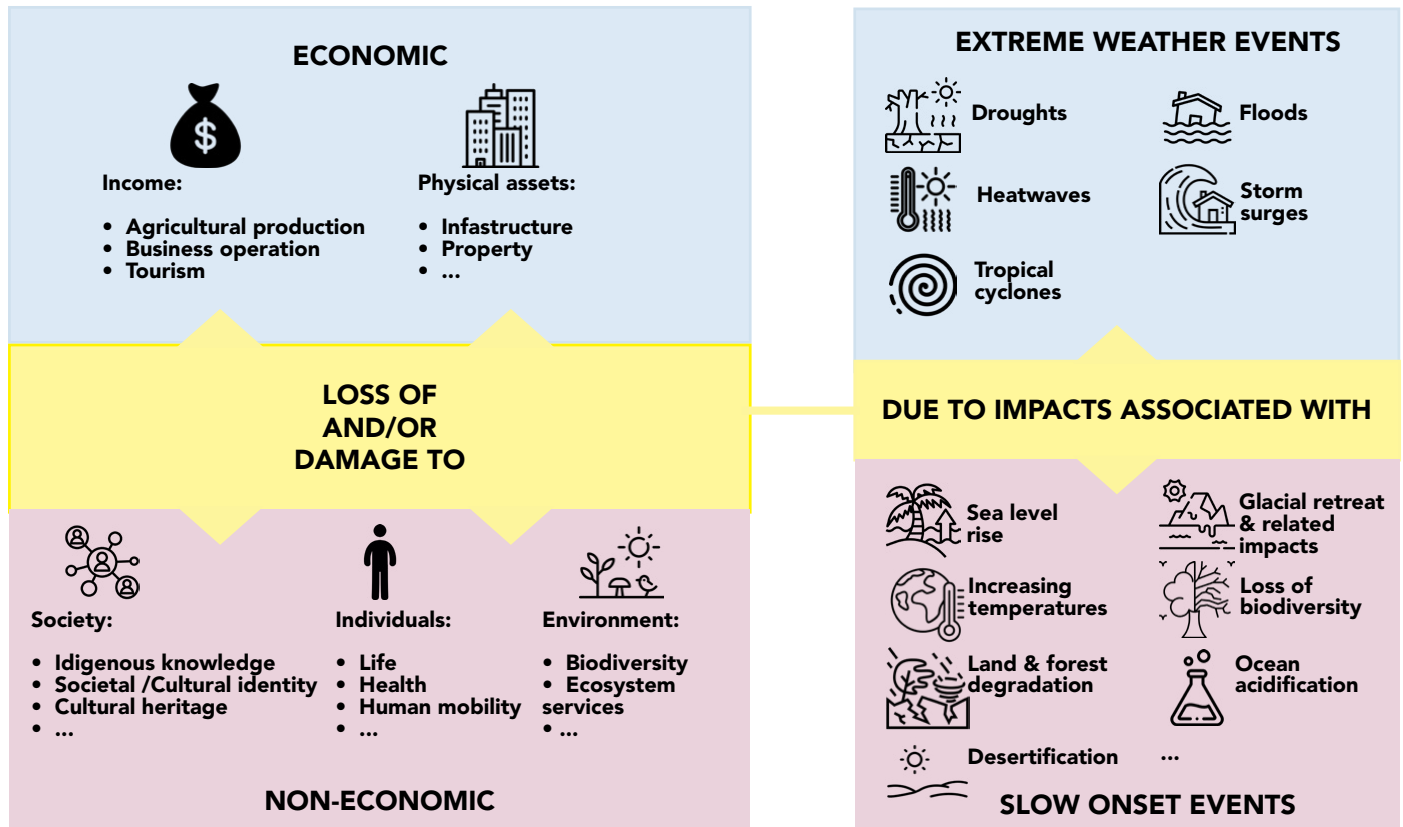 ECONOMIC
$
Income:
• Agricultural production
• Business operation
• Tourism
Physical assets:
• Infastructure
• Property
• ...
LOSS OF
AND/OR
DAMAGE TO
Society:
• Idigenous knowledge
• Societal /Cultural identity
• Cultural heritage
• ...
Individuals:
• Life
• Health
• Human mobility
• ...
Environment:
• Biodiversity
• Ecosystem
services
• ...
NON-ECONOMIC
EXTREME WEATHER EVENTS
Droughts
Floods
Heatwaves
Storm
surges
Tropical
cyclones
DUE TO IMPACTS ASSOCIATED WITH
Sea level
rise
Glacial retreat
& related
impacts
Increasing
temperatures
Loss of
biodiversity
Land & forest
degradation
Ocean
acidification
Desertification
...
SLOW ONSET EVENTS